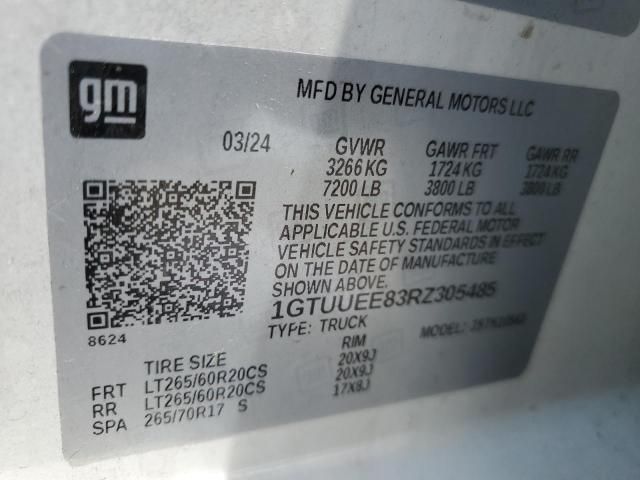 gm
MFD BY GENERAL MOTORS LLC
03/24 GVWR GAWR FRT GAWR RR
3266 KG 1724 KG 1724 KG
7200 LB 3800 LB 3800 LB
THIS VEHICLE CONFORMS TO ALL
APPLICABLE U.S. FEDERAL MOTOR
VEHICLE SAFETY STANDARDS IN EFFECT
ON THE DATE OF MANUFACTURE
1GTUUEE83RZ305485
8624
TYPE: TRUCK MODEL:
TIRE SIZE RIM
FRT LT265/60R20CS 20X9J
RR LT265/60R20CS 20X9J
SPA 265/70R17 S 17X8J